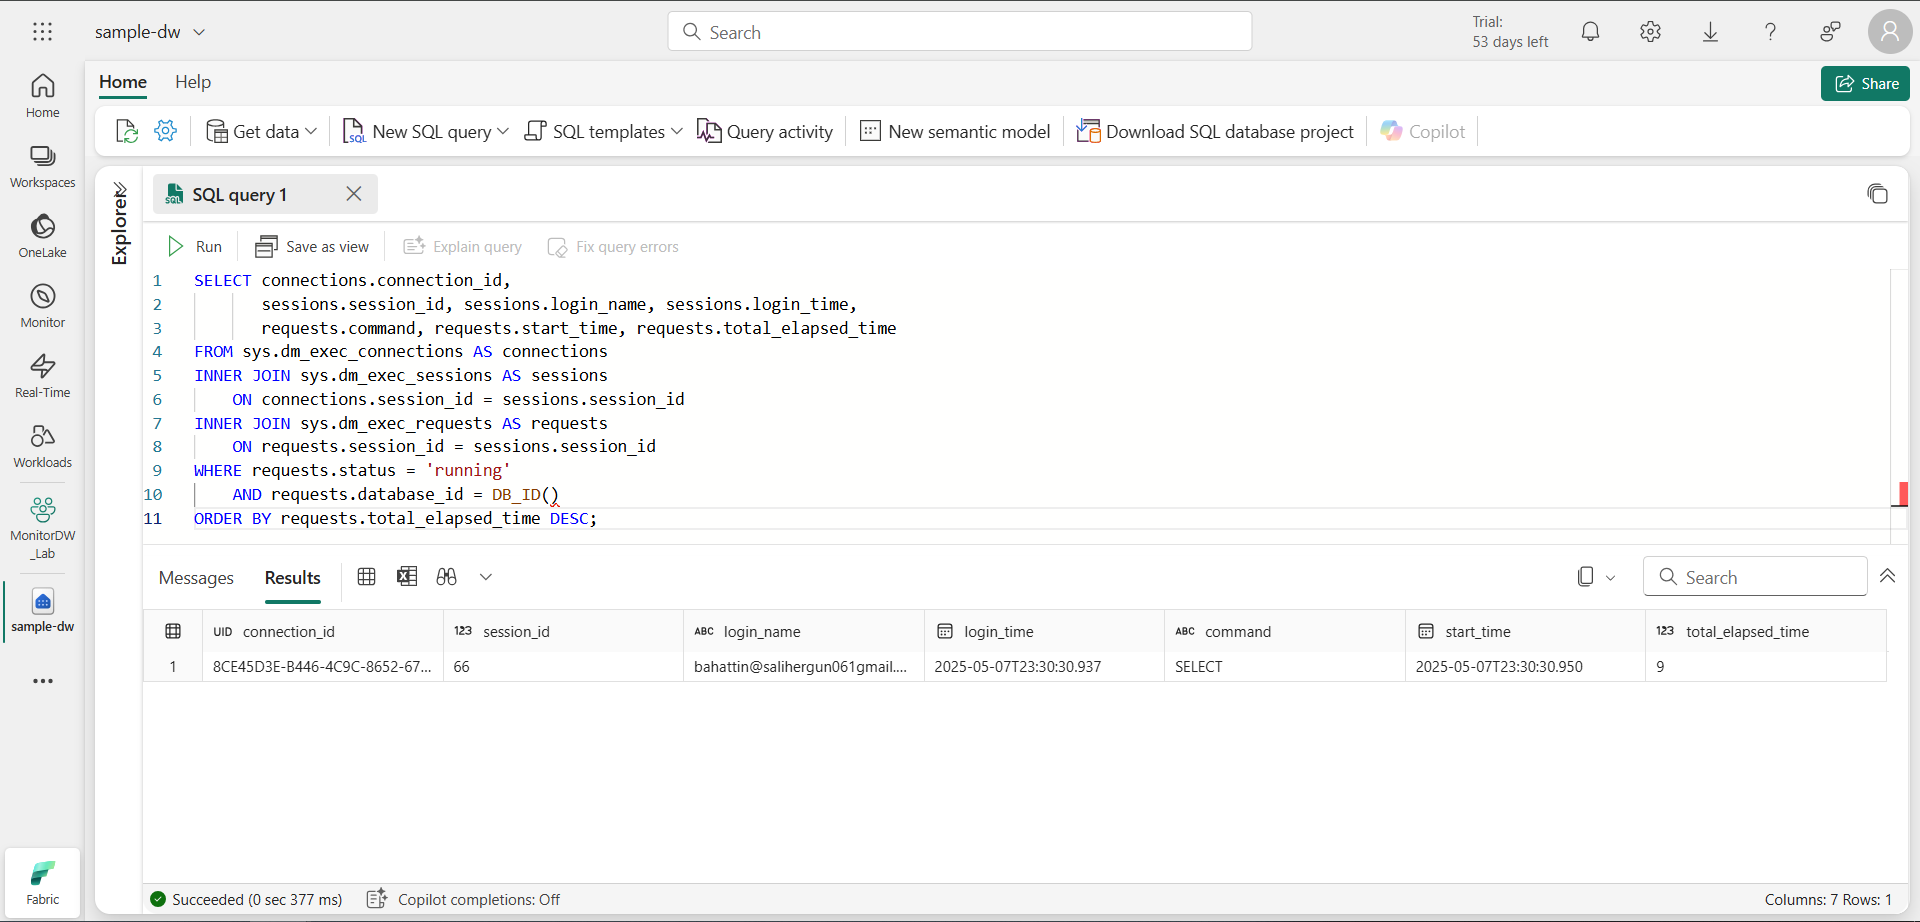 sample-dw
Search
Trial:
53 days left
Home
Workspaces
OneLake
Monitor
Real-Time
Workloads
MonitorDW
_Lab
sample-dw
Fabric
Home Help
Share
Get data New SQL query SQL templates Query activity New semantic model Download SQL database project Copilot
Explorer
SQL query 1
Run Save as view Explain query Fix query errors
1 SELECT connections.connection_id,
2 sessions.session_id, sessions.login_name, sessions.login_time,
3 requests.command, requests.start_time, requests.total_elapsed_time
4 FROM sys.dm_exec_connections AS connections
5 INNER JOIN sys.dm_exec_sessions AS sessions
6 ON connections.session_id = sessions.session_id
7 INNER JOIN sys.dm_exec_requests AS requests
8 ON requests.session_id = sessions.session_id
9 WHERE requests.status = 'running'
10 AND requests.database_id = DB_ID()
11 ORDER BY requests.total_elapsed_time DESC;
Messages Results
Search
UID connection_id 123 session_id ABC login_name login_time ABC command start_time 123 total_elapsed_time
1 8CE45D3E-B446-4C9C-8652-67... 66 bahattin@salihergun061gmail.... 2025-05-07T23:30:30.937 SELECT 2025-05-07T23:30:30.950 9
Succeeded (0 sec 377 ms) Copilot completions: Off
Columns: 7 Rows: 1